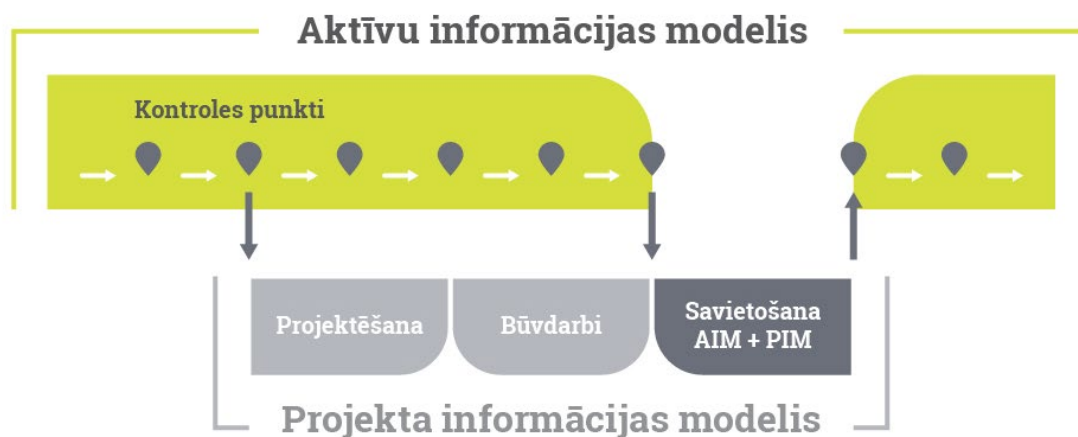 Aktīvu informācijas modelis
Kontroles punkti
Projektēšana
Būvdarbi
Savietošana
AIM + PIM
Projekta informācijas modelis